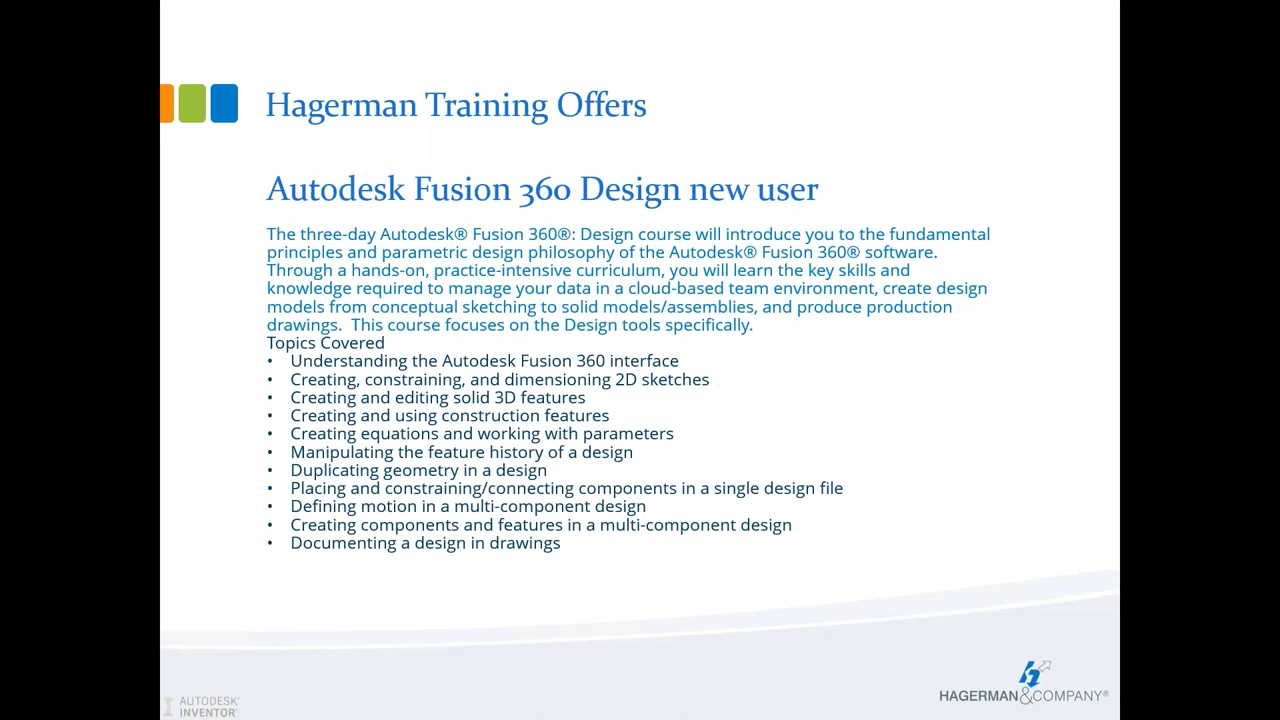 Hagerman Training Offers
Autodesk Fusion 360 Design new user
The three-day Autodesk® Fusion 360®: Design course will introduce you to the fundamental
principles and parametric design philosophy of the Autodesk® Fusion 360® software.
Through a hands-on, practice-intensive curriculum, you will learn the key skills and
knowledge required to manage your data in a cloud-based team environment, create design
models from conceptual sketching to solid models/assemblies, and produce production
drawings.  This course focuses on the Design tools specifically.
Topics Covered
• Understanding the Autodesk Fusion 360 interface
• Creating, constraining, and dimensioning 2D sketches
• Creating and editing solid 3D features
• Creating and using construction features
• Creating equations and working with parameters
• Manipulating the feature history of a design
• Duplicating geometry in a design
• Placing and constraining/connecting components in a single design file
• Defining motion in a multi-component design
• Creating components and features in a multi-component design
• Documenting a design in drawings
I AUTODESK®
INVENTOR®
HAGERMAN&COMPANY®